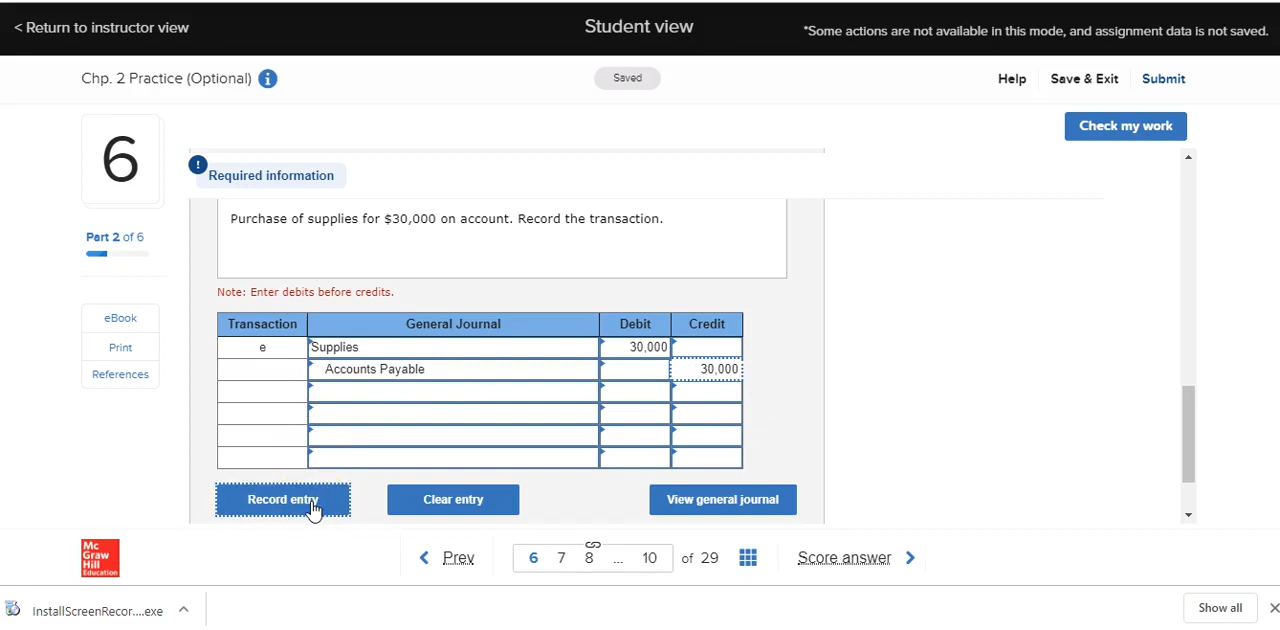 < Return to instructor view
Student view
*Some actions are not available in this mode, and assignment data is not saved.
Chp. 2 Practice (Optional) i
Saved
Help
Save & Exit
Submit
Check my work
6
Part 2 of 6
eBook
Print
References
!
Required information
Purchase of supplies for $30,000 on account. Record the transaction.
Note: Enter debits before credits.
Transaction General Journal Debit Credit
e Supplies 30,000
Accounts Payable 30,000
Record entry
Clear entry
View general journal
Mc
Graw
Hill
Education
Prev
6 7 8 ... 10 of 29
Score answer
InstallScreenRecor....exe
Show all